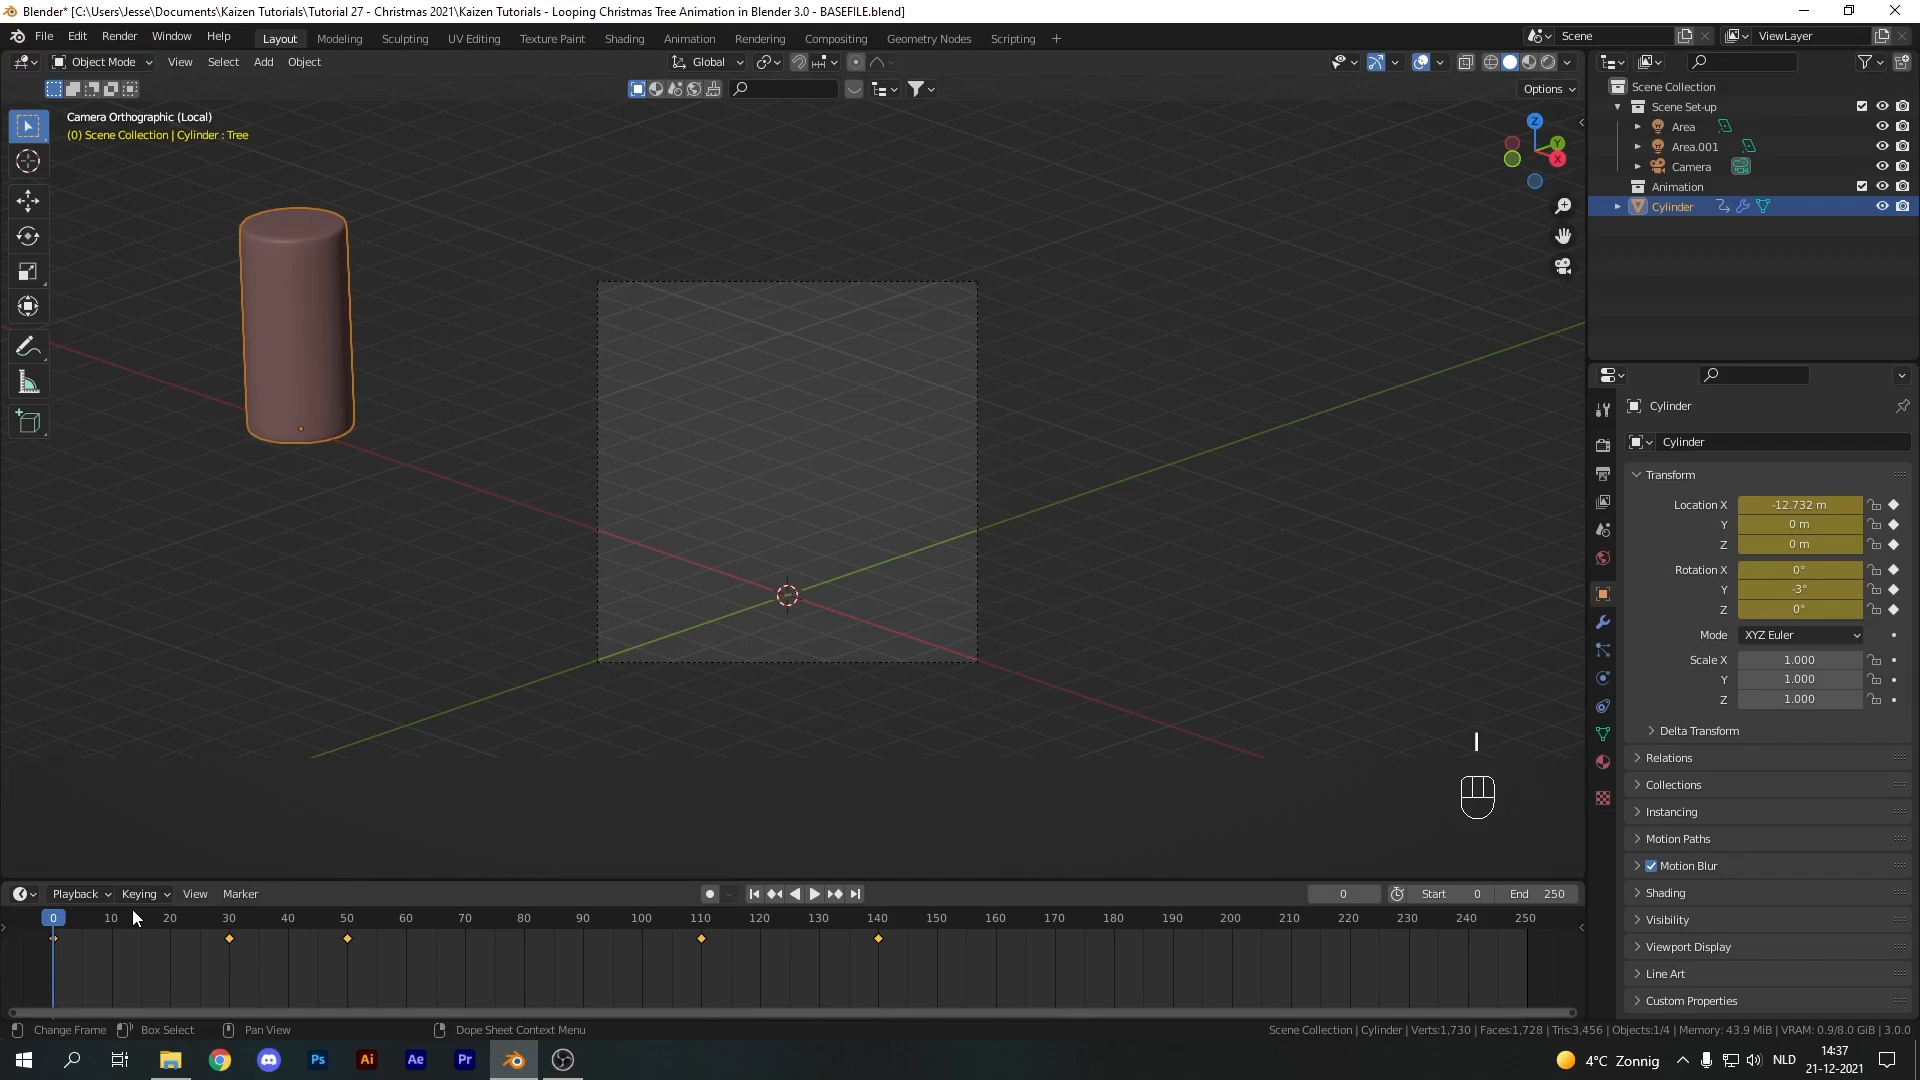 Blender* [C:\Users\Jesse\Documents\Kaizen Tutorials\Tutorial 27 - Christmas 2021\Kaizen Tutorials - Looping Christmas Tree Animation in Blender 3.0 - BASEFILE.blend]
File Edit Render Window Help Layout Modeling Sculpting UV Editing Texture Paint Shading Animation Rendering Compositing Geometry Nodes Scripting + Scene ViewLayer
Object Mode View Select Add Object Global
Options
Camera Orthographic (Local)
(0) Scene Collection | Cylinder : Tree
Z
Y
X
Scene Collection
Scene Set-up
Area
Area.001
Camera
Animation
Cylinder
Cylinder
Cylinder
Transform
Location X -12.732 m
Y 0 m
Z 0 m
Rotation X 0°
Y -3°
Z 0°
Mode XYZ Euler
Scale X 1.000
Y 1.000
Z 1.000
Delta Transform
Relations
Collections
Instancing
Motion Paths
Motion Blur
Shading
Visibility
Viewport Display
Line Art
Custom Properties
I
Playback Keying View Marker 0 Start 0 End 250
0 10 20 30 40 50 60 70 80 90 100 110 120 130 140 150 160 170 180 190 200 210 220 230 240 250
Change Frame Box Select Pan View Dope Sheet Context Menu Scene Collection | Cylinder | Verts:1,730 | Faces:1,728 | Tris:3,456 | Objects:1/4 | Memory: 43.9 MiB | VRAM: 0.9/8.0 GiB | 3.0.0
Ps Ai Ae Pr 4°C Zonnig NLD 14:37
21-12-2021